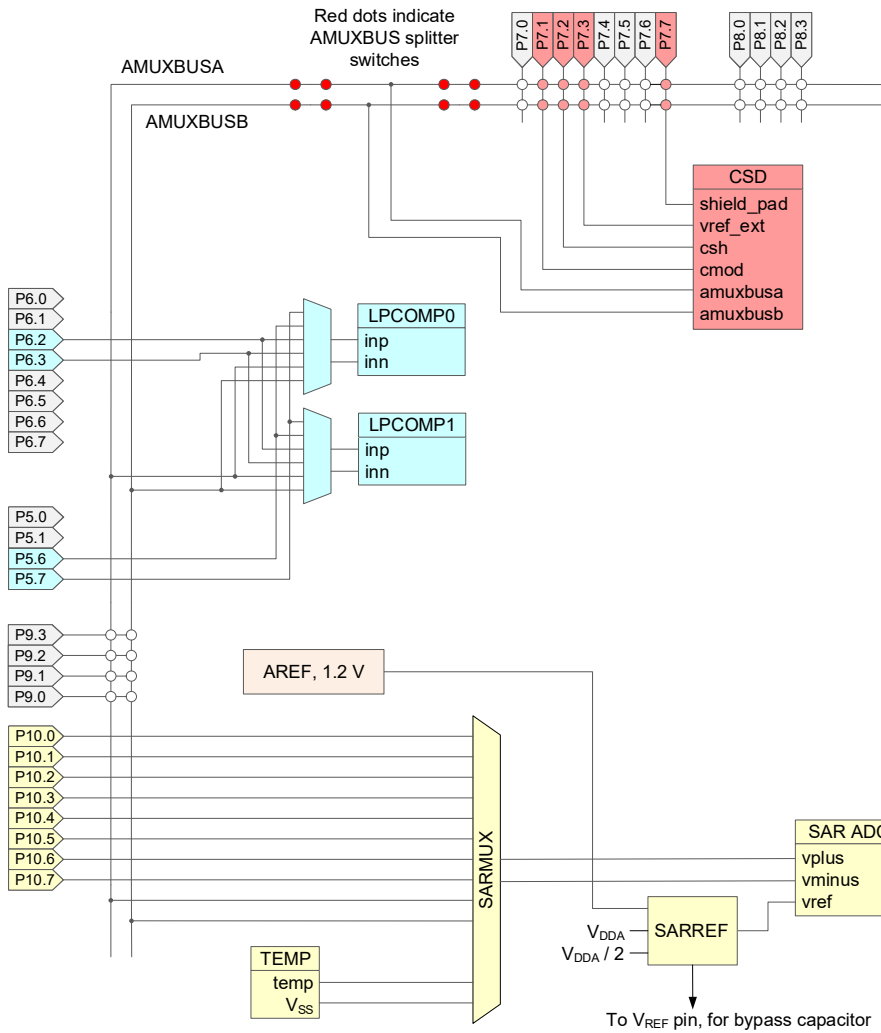 Red dots indicate
AMUXBUS splitter
switches
P7.0
P7.1
P7.2
P7.3
P7.4
P7.5
P7.6
P7.7
P8.0
P8.1
P8.2
P8.3
AMUXBUSA
AMUXBUSB
CSD
shield_pad
vref_ext
csh
cmod
amuxbusa
amuxbusb
P6.0
P6.1
P6.2
P6.3
P6.4
P6.5
P6.6
P6.7
LPCOMP0
inp
inn
LPCOMP1
inp
inn
P5.0
P5.1
P5.6
P5.7
P9.3
P9.2
P9.1
P9.0
AREF, 1.2 V
P10.0
P10.1
P10.2
P10.3
P10.4
P10.5
P10.6
P10.7
SARMUX
SAR ADC
vplus
vminus
vref
SARREF
VDDA
VDDA / 2
TEMP
temp
VSS
To VREF pin, for bypass capacitor